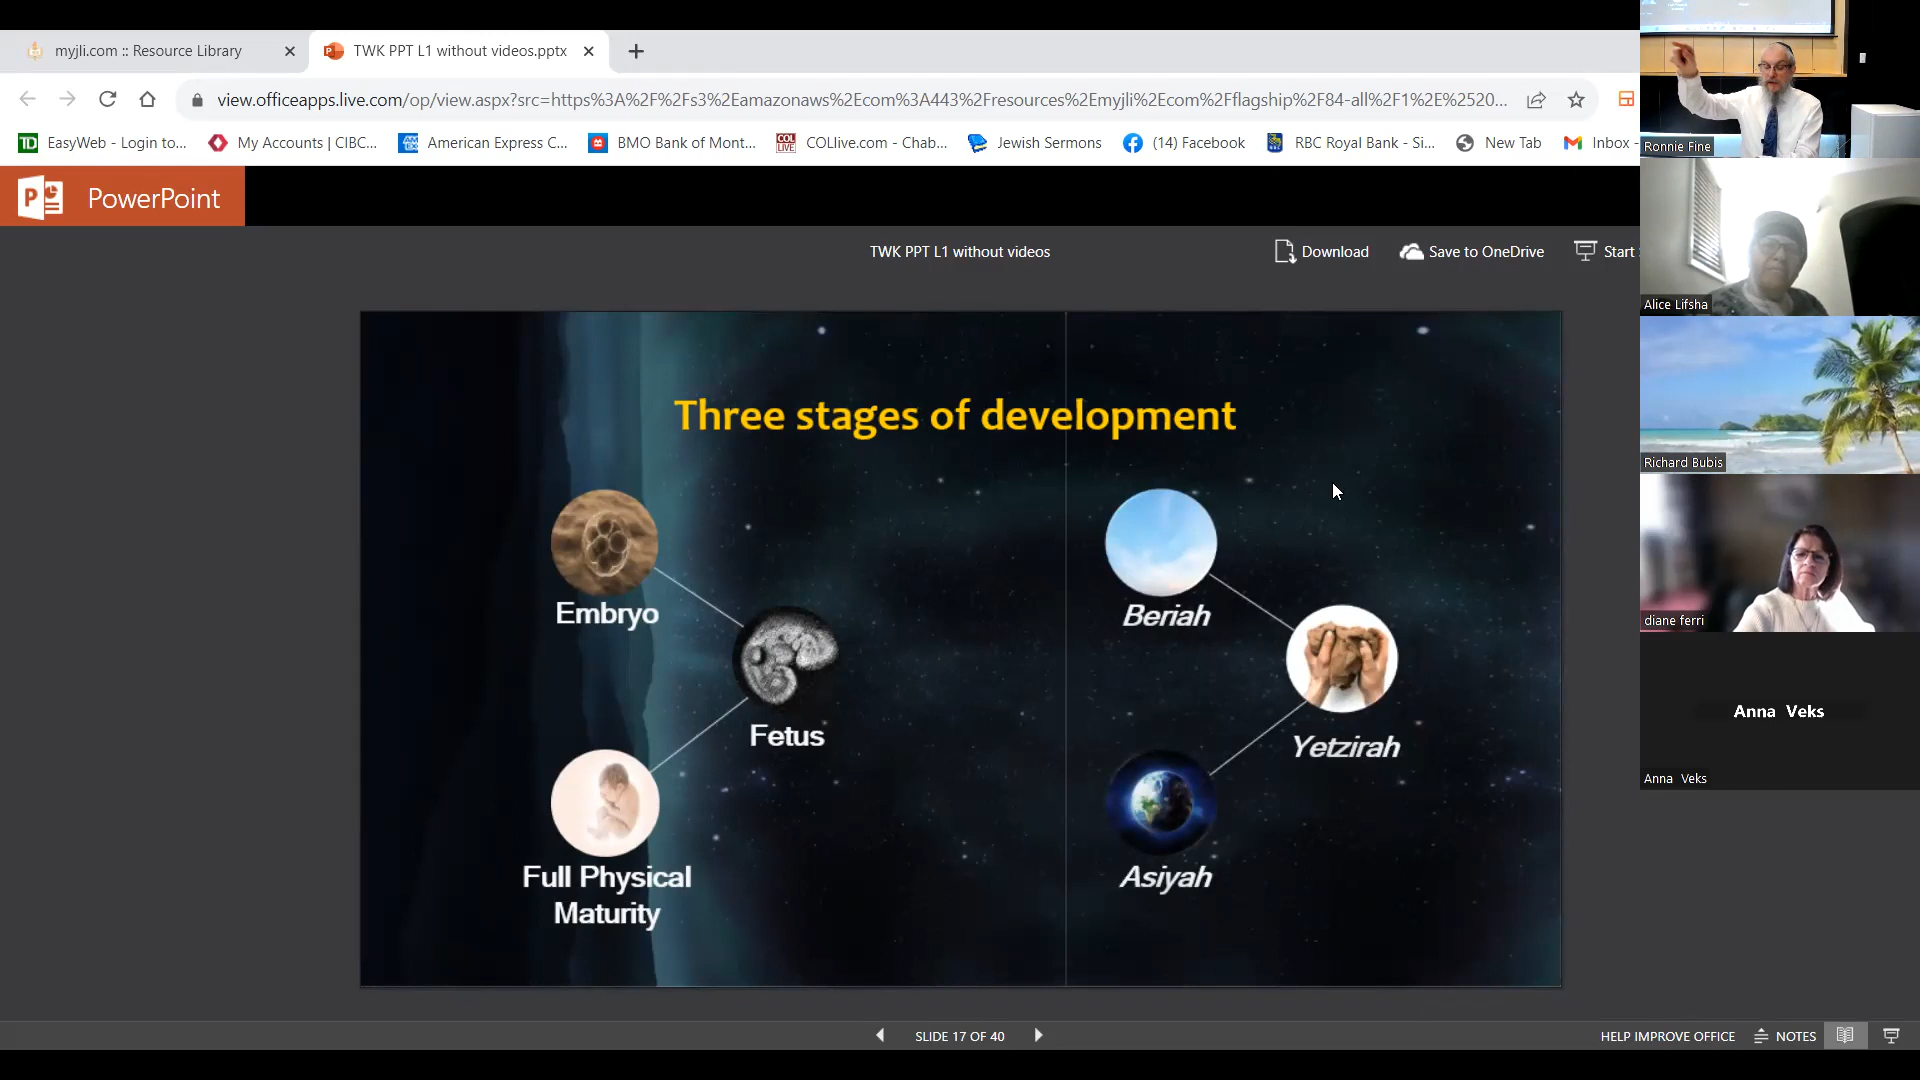 myjli.com :: Resource Library
TWK PPT L1 without videos.pptx
view.officeapps.live.com/op/view.aspx?src=https%3A%2F%2Fs3%2Eamazonaws%2Ecom%3A443%2Fresources%2Emyjli%2Ecom%2Fflagship%2F84-all%2F1%2E%2520...
EasyWeb - Login to...
My Accounts | CIBC...
American Express C...
BMO Bank of Mont...
COLlive.com - Chab...
Jewish Sermons
(14) Facebook
RBC Royal Bank - Si...
New Tab
Inbox -
PowerPoint
TWK PPT L1 without videos
Download
Save to OneDrive
Start
Three stages of development
Embryo
Fetus
Full Physical
Maturity
Beriah
Yetzirah
Asiyah
SLIDE 17 OF 40
HELP IMPROVE OFFICE
NOTES
Ronnie Fine
Alice Lifsha
Richard Bubis
diane ferri
Anna Veks
Anna Veks